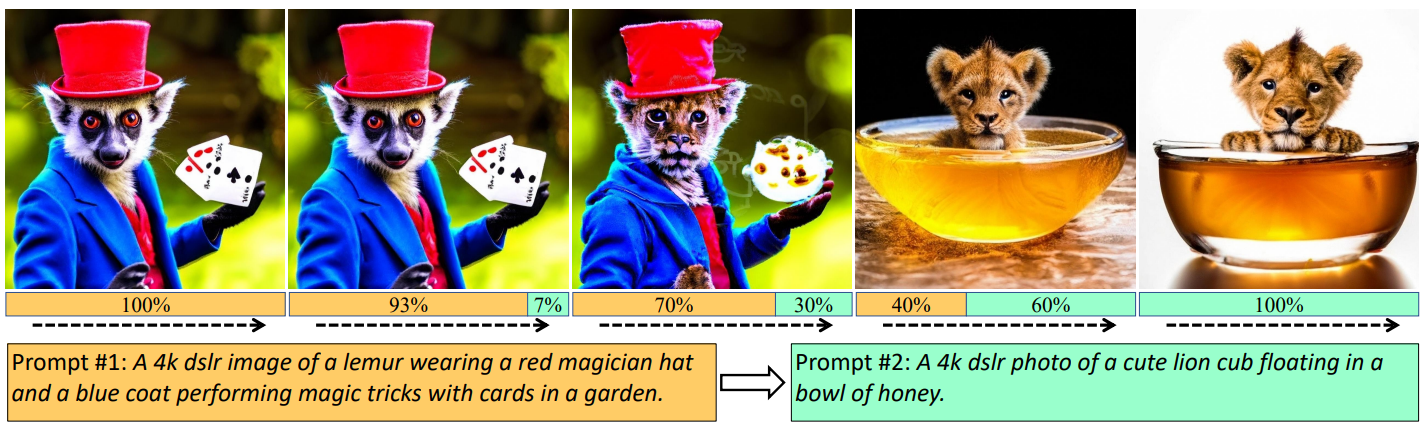 100%
93%
7%
70%
30%
40%
60%
100%
Prompt #1: A 4k dslr image of a lemur wearing a red magician hat
and a blue coat performing magic tricks with cards in a garden.
Prompt #2: A 4k dslr photo of a cute lion cub floating in a
bowl of honey.